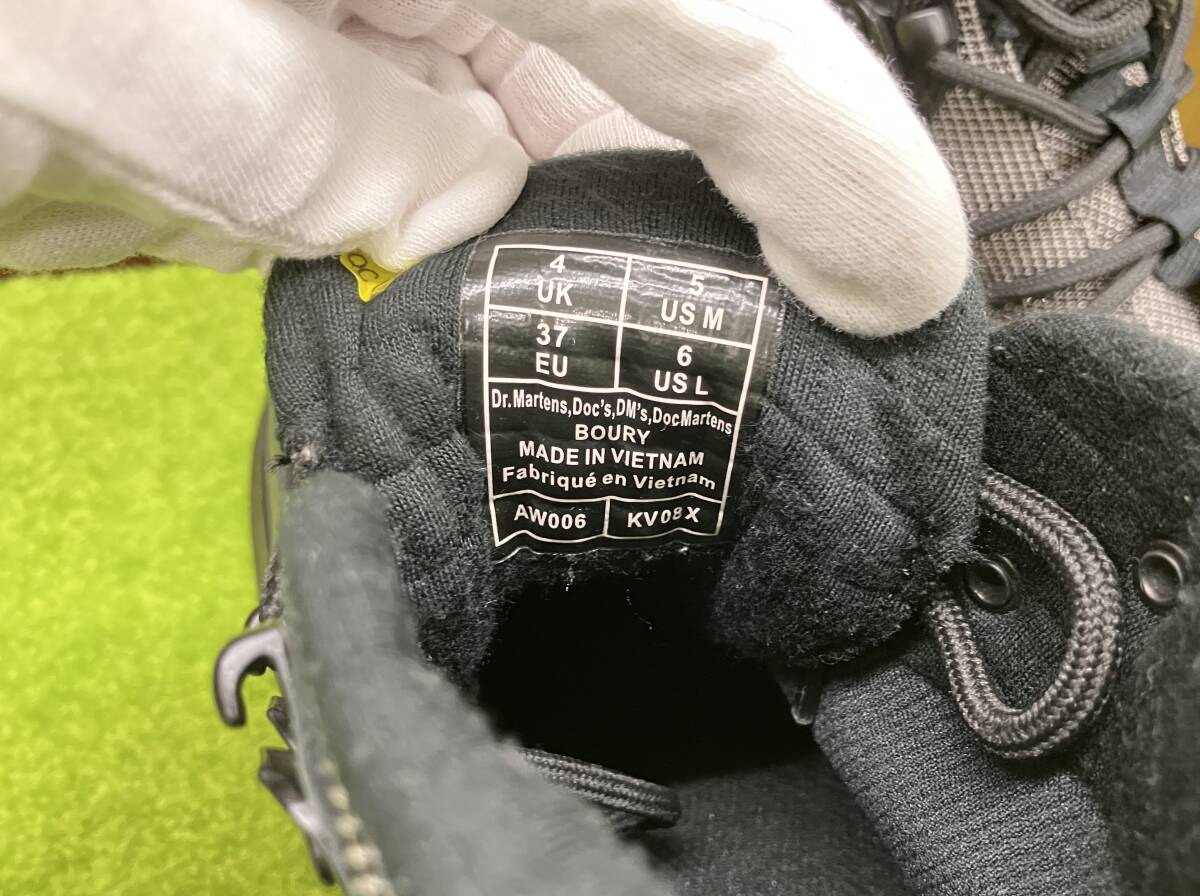 OC
4
UK
5
US M
37
EU
6
US L
Dr.Martens,Doc's,DM's,DocMartens
BOURY
MADE IN VIETNAM
Fabriqué en Vietnam
AW006
KV08X